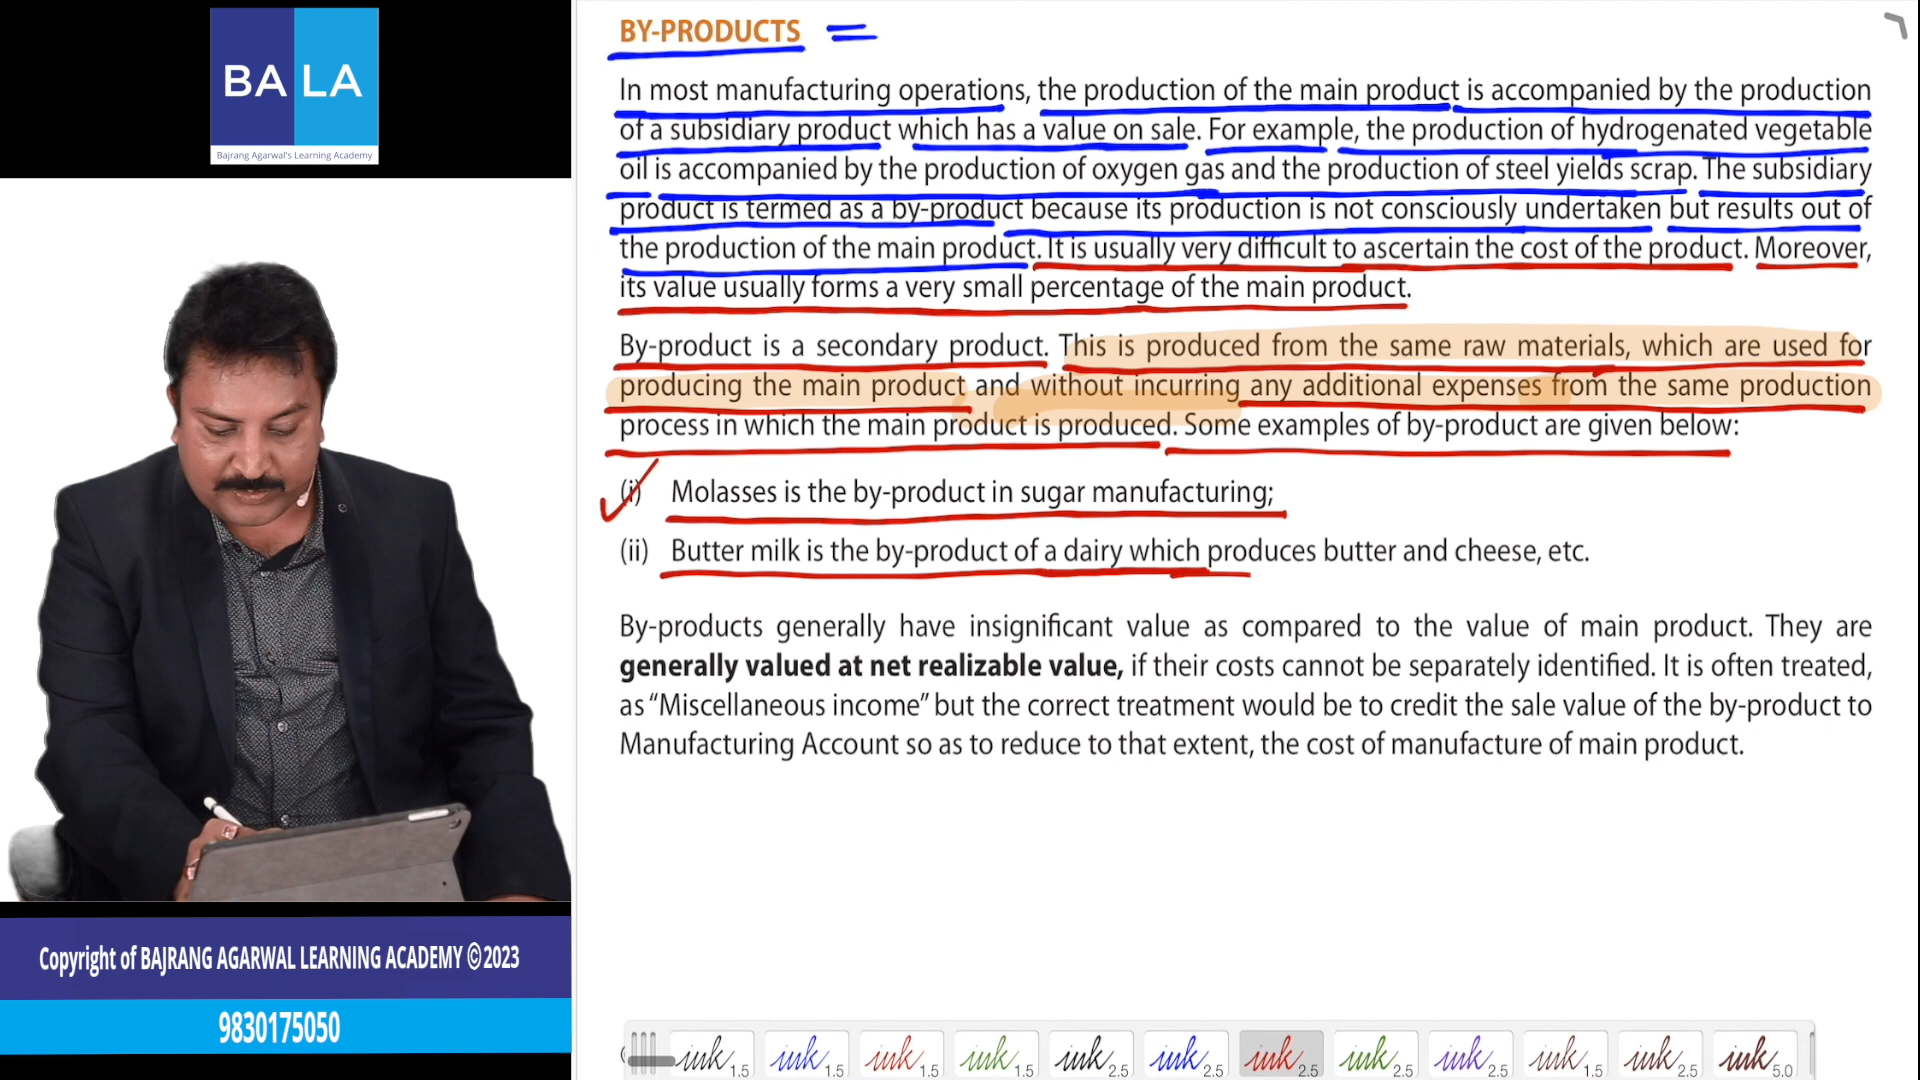 BA LA
Bajrang Agarwal's Learning Academy
BY-PRODUCTS
In most manufacturing operations, the production of the main product is accompanied by the production
of a subsidiary product which has a value on sale. For example, the production of hydrogenated vegetable
oil is accompanied by the production of oxygen gas and the production of steel yields scrap. The subsidiary
product is termed as a by-product because its production is not consciously undertaken but results out of
the production of the main product. It is usually very difficult to ascertain the cost of the product. Moreover,
its value usually forms a very small percentage of the main product.
By-product is a secondary product. This is produced from the same raw materials, which are used for
producing the main product and without incurring any additional expenses from the same production
process in which the main product is produced. Some examples of by-product are given below:
(i) Molasses is the by-product in sugar manufacturing;
(ii) Butter milk is the by-product of a dairy which produces butter and cheese, etc.
By-products generally have insignificant value as compared to the value of main product. They are
generally valued at net realizable value, if their costs cannot be separately identified. It is often treated,
as “Miscellaneous income” but the correct treatment would be to credit the sale value of the by-product to
Manufacturing Account so as to reduce to that extent, the cost of manufacture of main product.
Copyright of BAJRANG AGARWAL LEARNING ACADEMY ©2023
9830175050
ink 1.5 ink 1.5 ink 1.5 ink 1.5 ink 2.5 ink 2.5 ink 2.5 ink 2.5 ink 2.5 ink 1.5 ink 2.5 ink 5.0